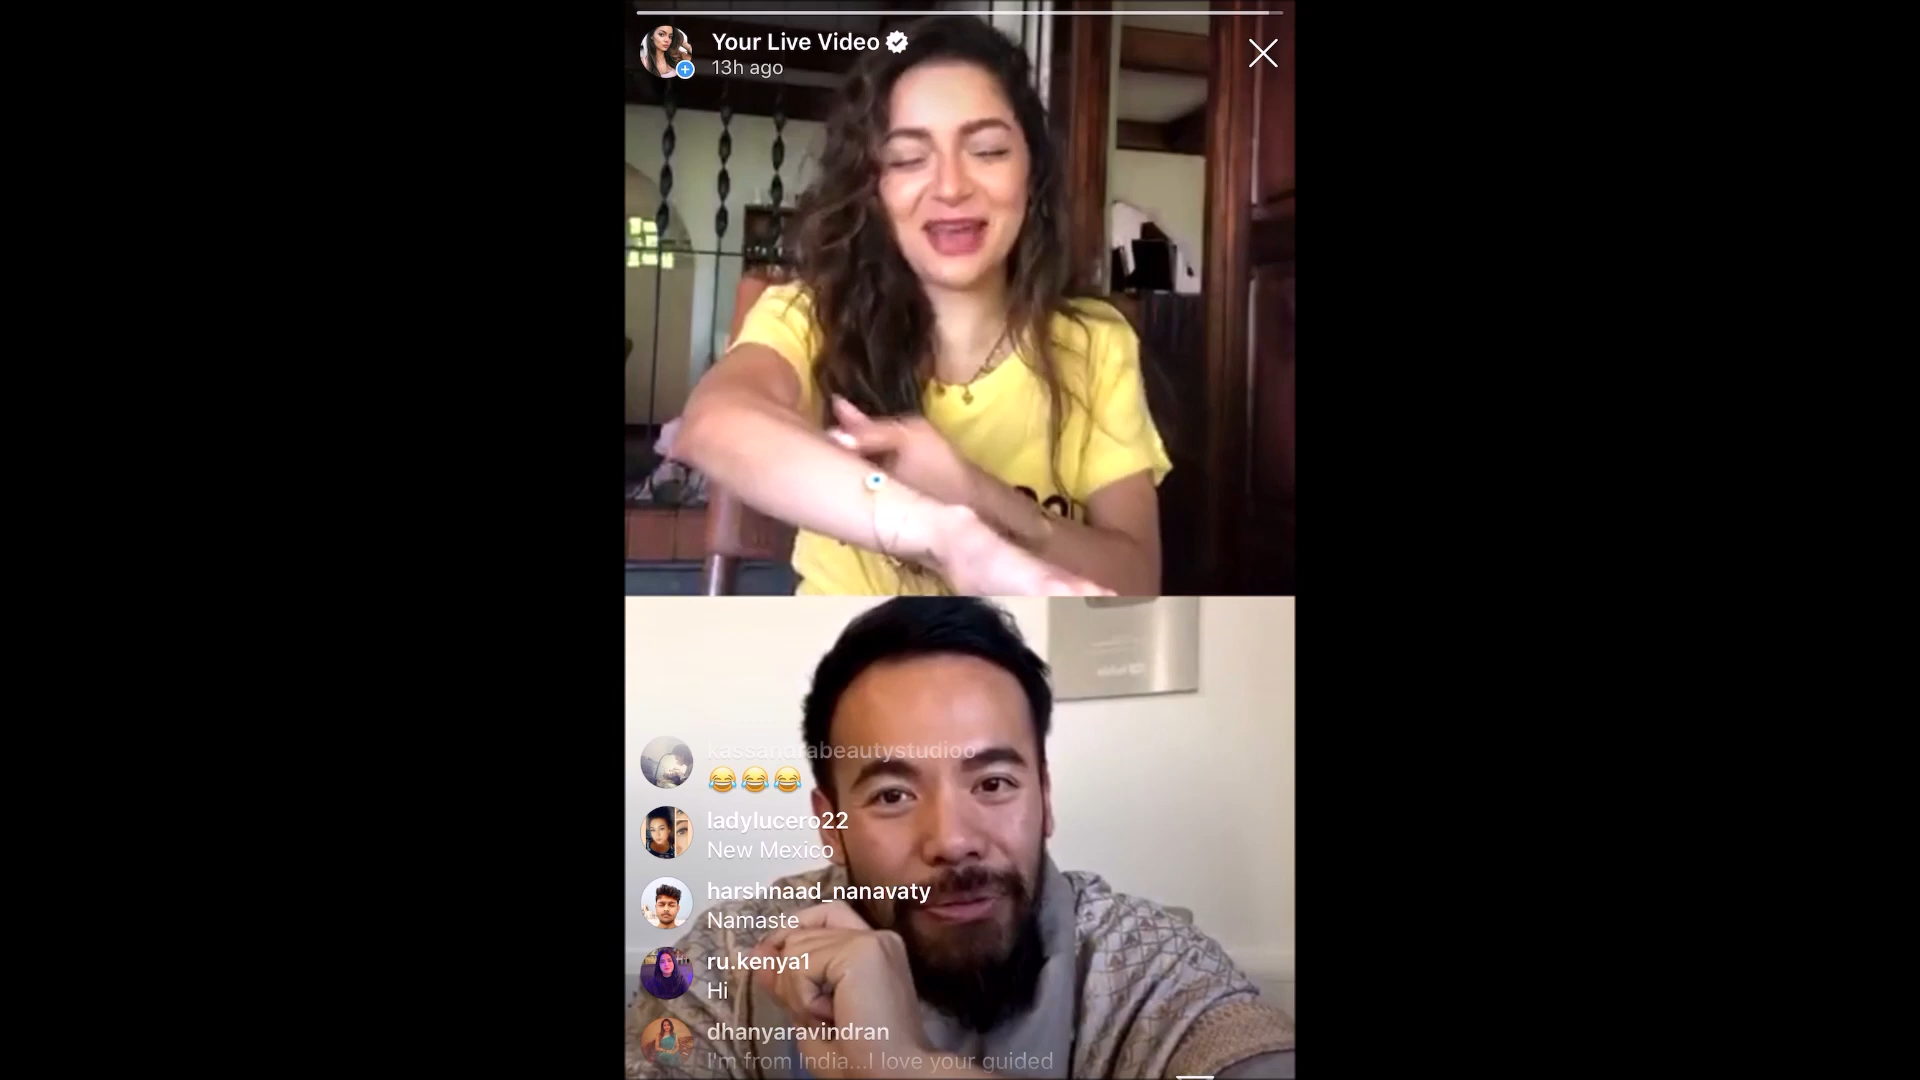 Your Live Video
13h ago
kassandrabeautystudioo
😂😂😂
ladylucero22
New Mexico
harshnaad_nanavaty
Namaste
ru.kenya1
Hi
dhanyaravindran
I'm from India...I love your guided